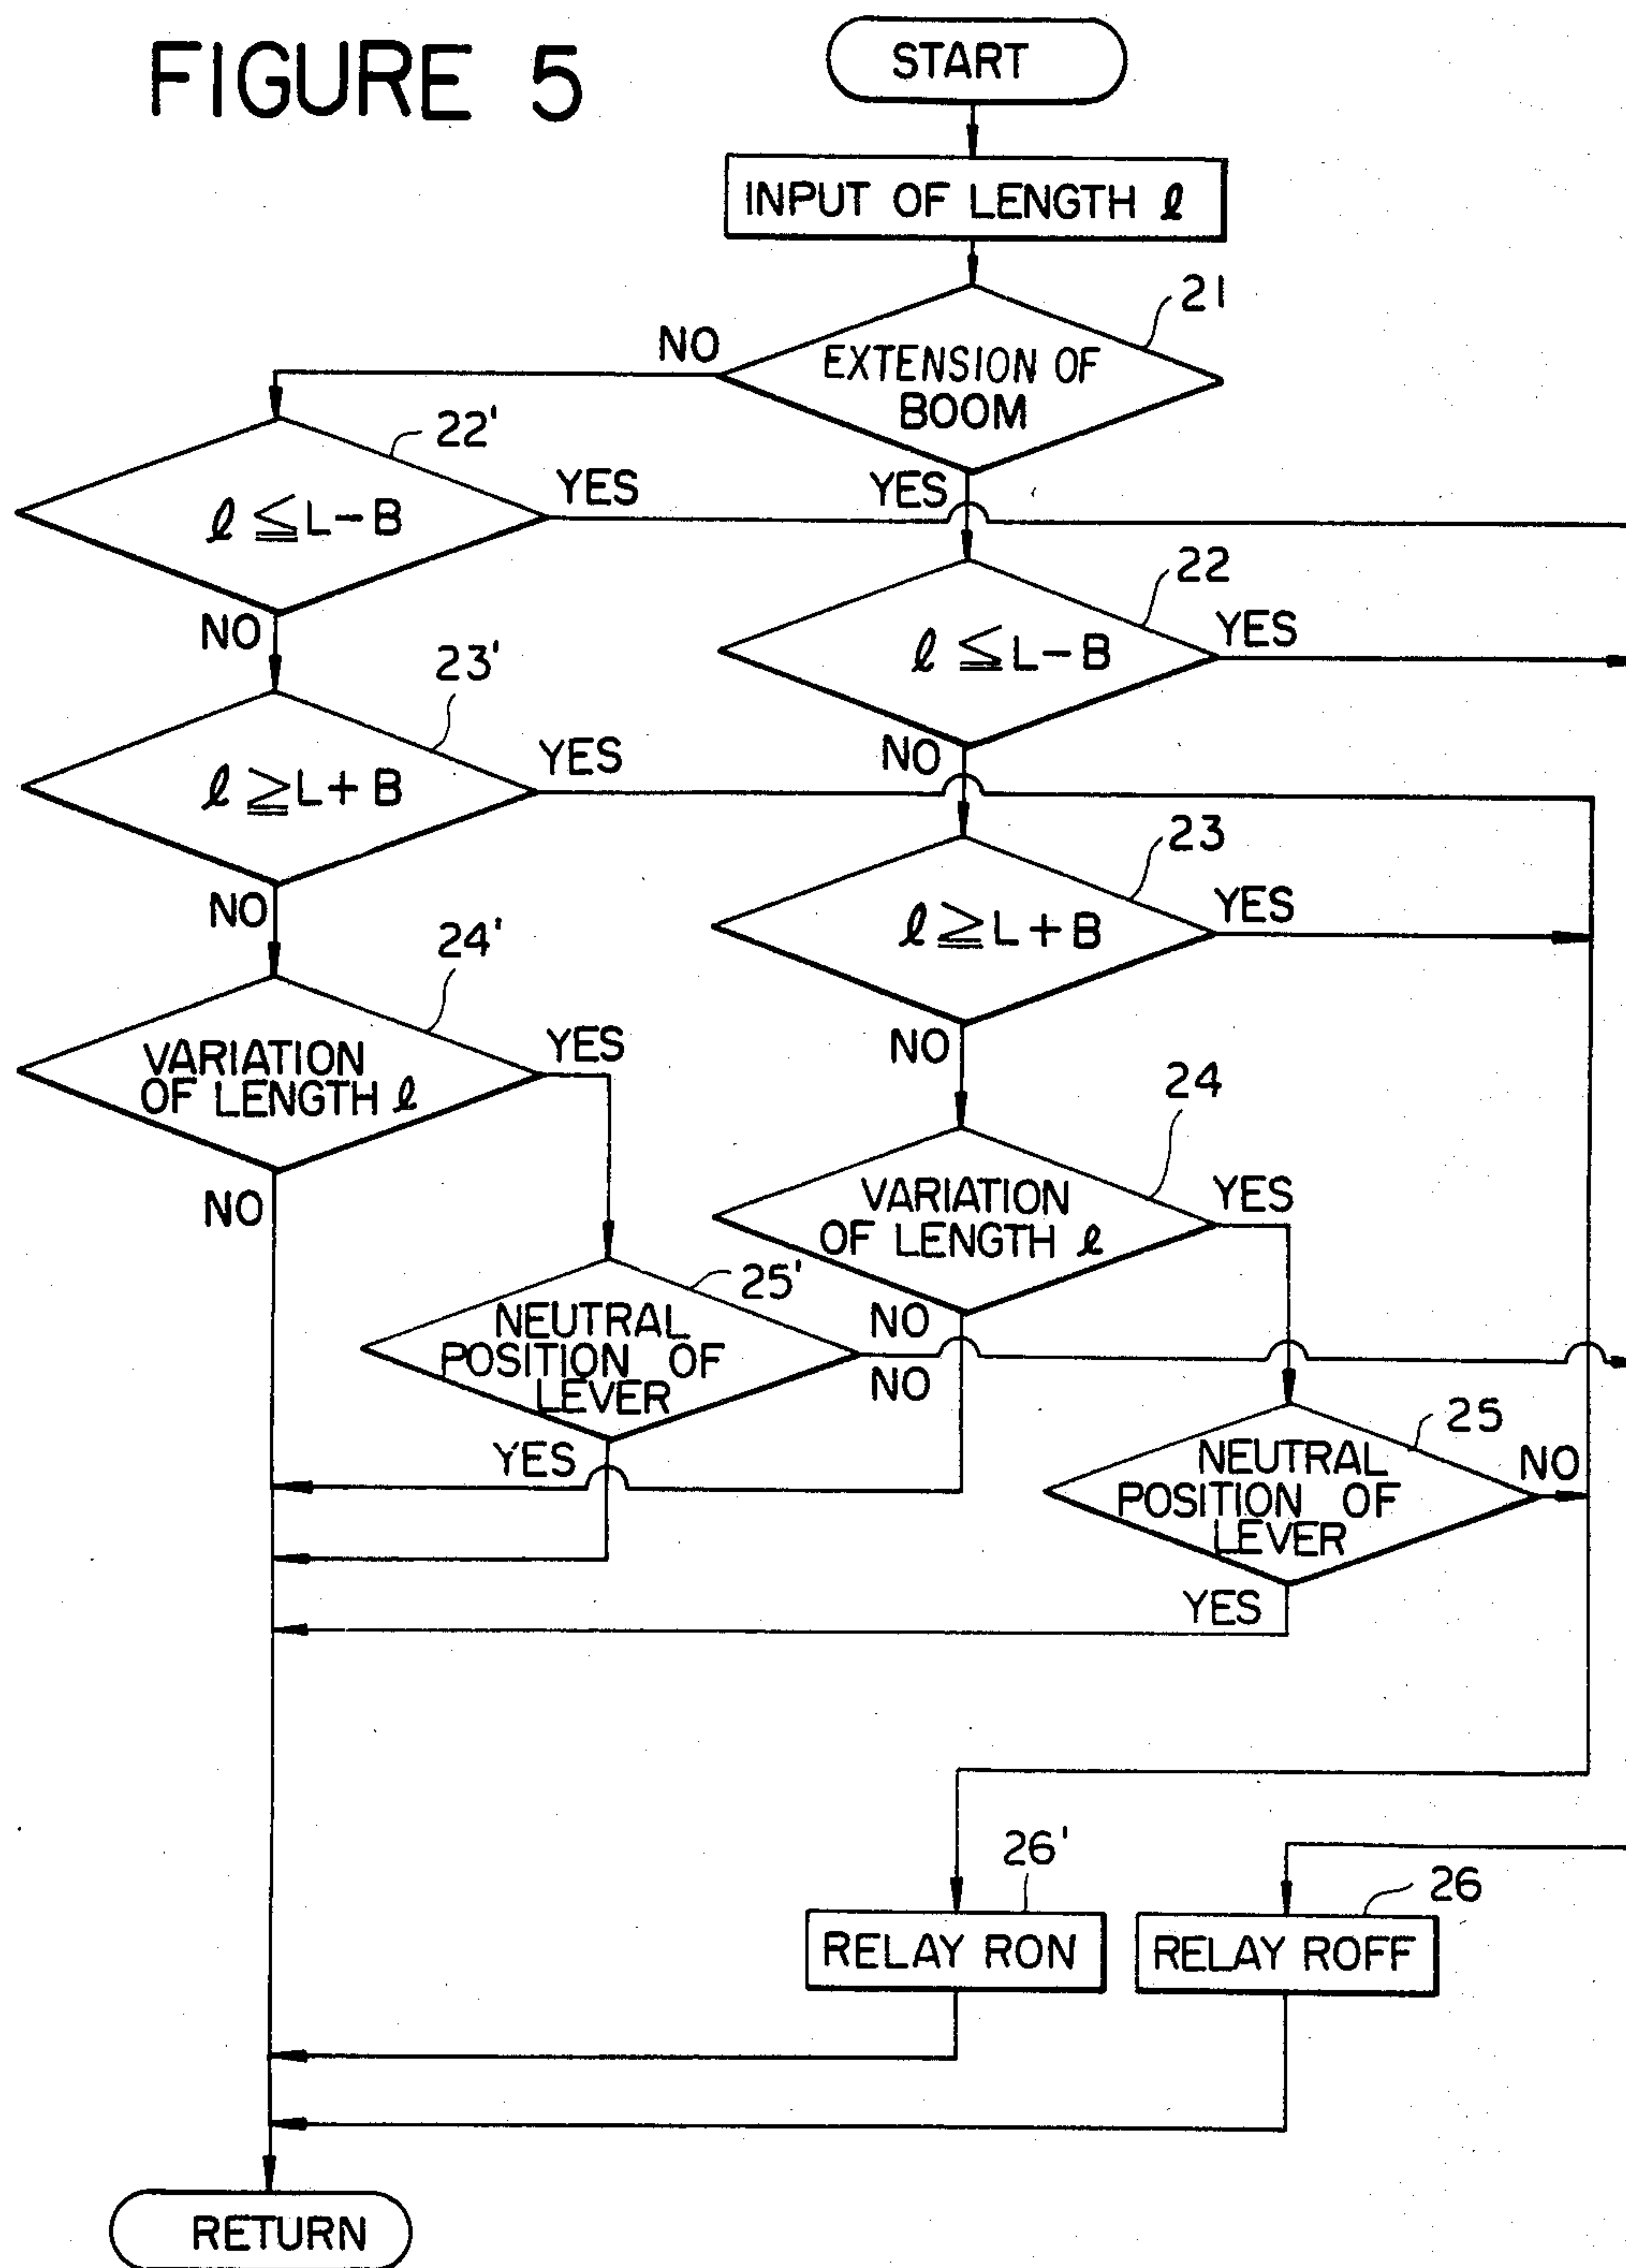 FIGURE 5
START
INPUT OF LENGTH ℓ
21
NO
EXTENSION OF
BOOM
22'
YES
YES
ℓ ≦ L-B
22
NO
YES
ℓ ≦ L-B
23'
YES
NO
ℓ ≧ L+B
23
NO
YES
ℓ ≧ L+B
24'
YES
NO
VARIATION
OF LENGTH ℓ
24
NO
YES
VARIATION
OF LENGTH ℓ
25'
NO
NEUTRAL
POSITION OF
LEVER
NO
25
YES
NO
NEUTRAL
POSITION OF
LEVER
YES
26'
26
RELAY RON
RELAY ROFF
RETURN